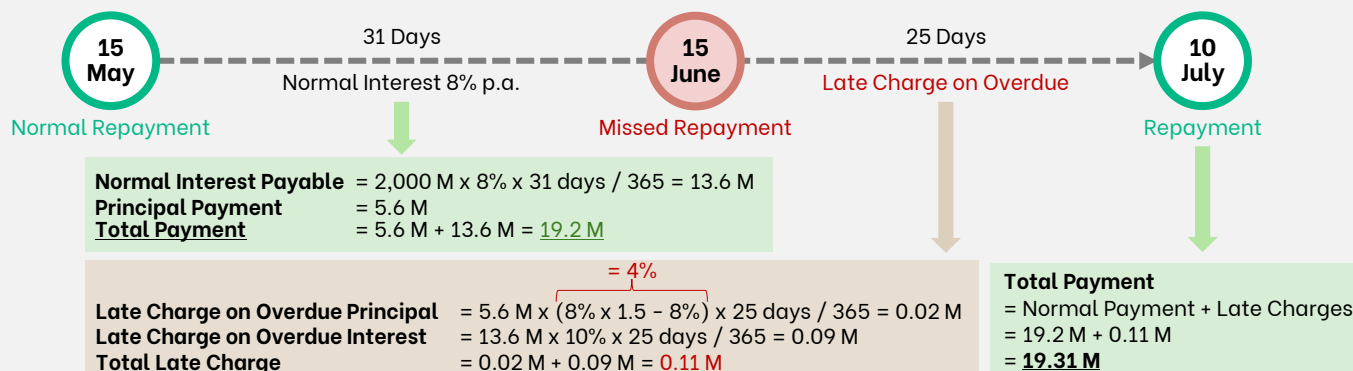 15
May
31 Days
Normal Interest 8% p.a.
15
June
25 Days
Late Charge on Overdue
10
July
Normal Repayment
Missed Repayment
Repayment
Normal Interest Payable = 2,000 M x 8% x 31 days / 365 = 13.6 M
Principal Payment = 5.6 M
Total Payment = 5.6 M + 13.6 M = 19.2 M
= 4%
Late Charge on Overdue Principal = 5.6 M x (8% x 1.5 - 8%) x 25 days / 365 = 0.02 M
Late Charge on Overdue Interest = 13.6 M x 10% x 25 days / 365 = 0.09 M
Total Late Charge = 0.02 M + 0.09 M = 0.11 M
Total Payment
= Normal Payment + Late Charges
= 19.2 M + 0.11 M
= 19.31 M